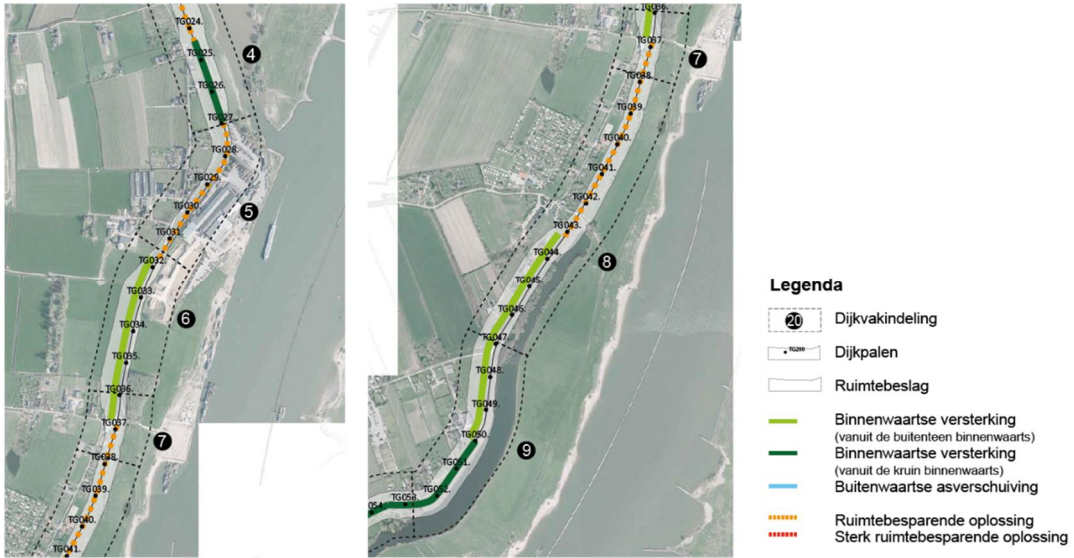 TG024.
4
TG025.
TG026.
TG027.
TG028.
TG029.
5
TG030.
TG031.
TG032.
TG033.
6
TG034.
TG035.
TG036.
TG037.
7
TG038.
TG039.
TG040.
TG041.
TG036.
TG037.
7
TG038.
TG039.
TG040.
TG041.
TG042.
TG043.
TG044.
8
TG045.
TG046.
TG047.
TG048.
TG049.
TG050.
9
TG051.
TG052.
TG053.
054.
Legenda
20 Dijkvakindeling
TG200 Dijkpalen
Ruimtebeslag
Binnenwaartse versterking
(vanuit de buitenteen binnenwaarts)
Binnenwaartse versterking
(vanuit de kruin binnenwaarts)
Buitenwaartse asverschuiving
Ruimtebesparende oplossing
Sterk ruimtebesparende oplossing